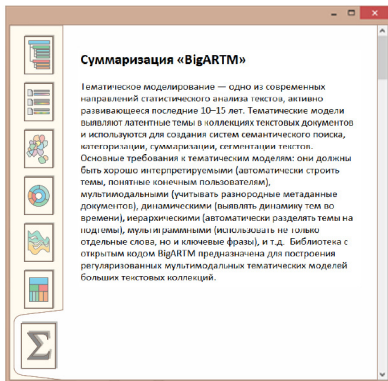 Суммаризация «BigARTM»
Тематическое моделирование — одно из современных
направлений статистического анализа текстов, активно
развивающееся последние 10–15 лет. Тематические модели
выявляют латентные темы в коллекциях текстовых документов
и используются для создания систем семантического поиска,
категоризации, суммаризации, сегментации текстов.
Основные требования к тематическим моделям: они должны
быть хорошо интерпретируемыми (автоматически строить
темы, понятные конечным пользователям),
мультимодальными (учитывать разнородные метаданные
документов), динамическими (выявлять динамику тем во
времени), иерархическими (автоматически разделять темы на
подтемы), мультиграммными (использовать не только
отдельные слова, но и ключевые фразы), и т.д. Библиотека с
открытым кодом BigARTM предназначена для построения
регуляризованных мультимодальных тематических моделей
больших текстовых коллекций.
Σ